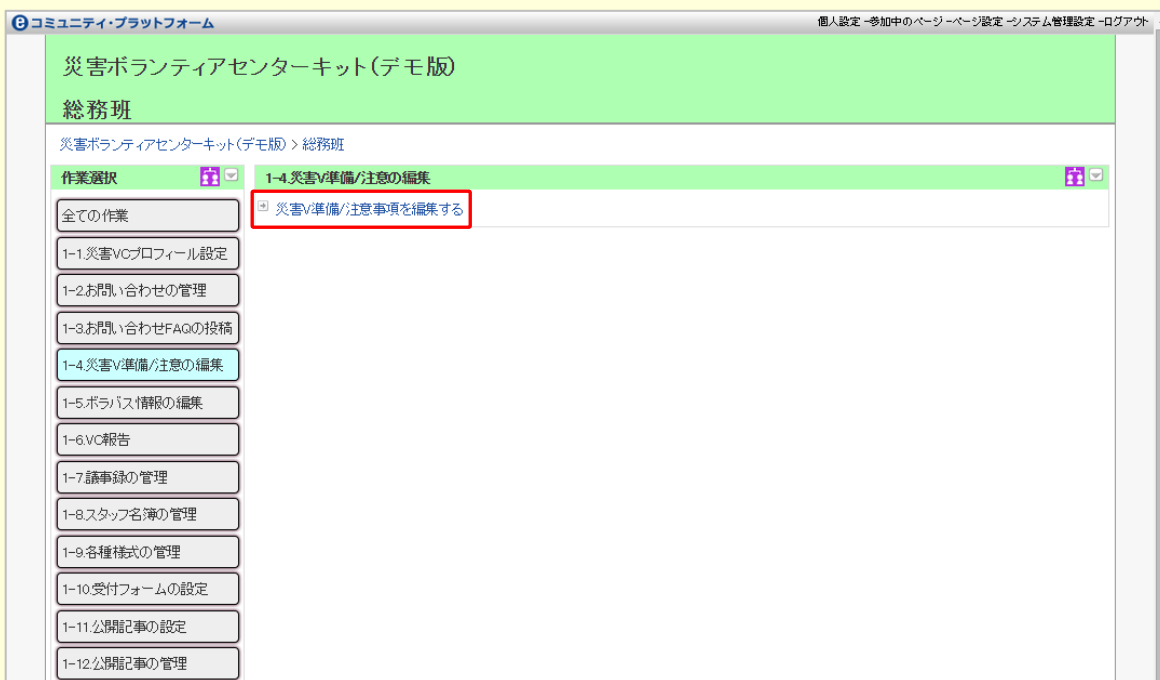 eコミュニティ・プラットフォーム
個人設定 -参加中のページ -ページ設定 -システム管理設定 -ログアウト
災害ボランティアセンターキット(デモ版)
総務班
災害ボランティアセンターキット(デモ版) > 総務班
作業選択
1-4.災害V準備/注意の編集
災害V準備/注意事項を編集する
全ての作業
1-1.災害VCプロフィール設定
1-2.お問い合わせの管理
1-3.お問い合わせFAQの投稿
1-4.災害V準備/注意の編集
1-5.ボラバス情報の編集
1-6.VC報告
1-7.議事録の管理
1-8.スタッフ名簿の管理
1-9.各種様式の管理
1-10.受付フォームの設定
1-11.公開記事の設定
1-12.公開記事の管理